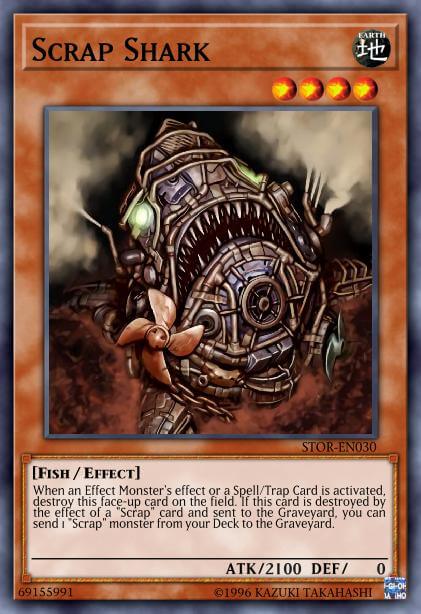 SCRAP SHARK
EARTH
地
STOR-EN030
[FISH / EFFECT]
When an Effect Monster's effect or a Spell/Trap Card is activated,
destroy this face-up card on the field. If this card is destroyed by
the effect of a "Scrap" card and sent to the Graveyard, you can
send 1 "Scrap" monster from your Deck to the Graveyard.
ATK/2100 DEF/ 0
69155991
©1996 KAZUKI TAKAHASHI